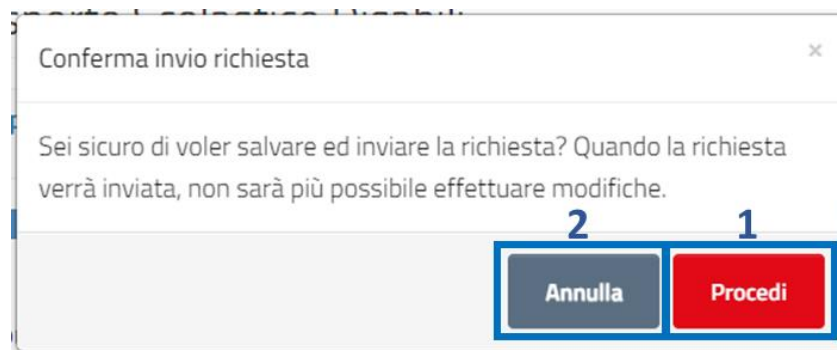 Conferma invio richiesta
×
Sei sicuro di voler salvare ed inviare la richiesta? Quando la richiesta
verrà inviata, non sarà più possibile effettuare modifiche.
2 1
Annulla Procedi